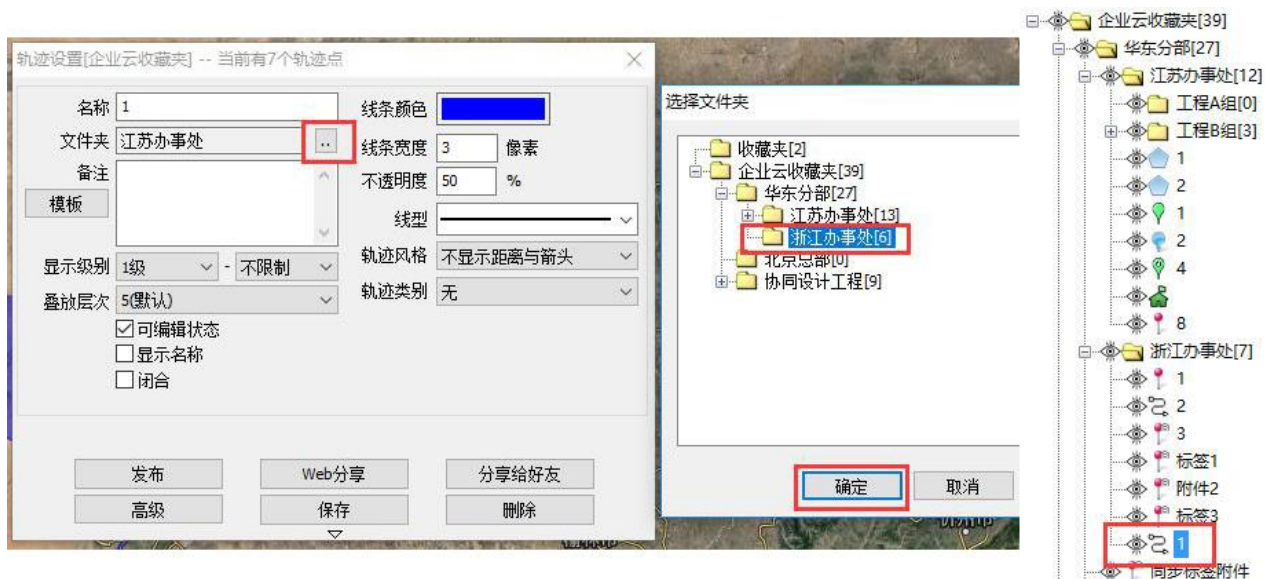 轨迹设置[企业云收藏夹] -- 当前有7个轨迹点
名称 1
文件夹 江苏办事处 ..
备注
模板
显示级别 1级 - 不限制
叠放层次 5(默认)
可编辑状态
显示名称
闭合
线条颜色
线条宽度 3 像素
不透明度 50 %
线型
轨迹风格 不显示距离与箭头
轨迹类别 无
发布 Web分享 分享给好友
高级 保存 删除
选择文件夹
收藏夹[2]
企业云收藏夹[39]
华东分部[27]
江苏办事处[13]
浙江办事处[6]
北京总部[0]
协同设计工程[9]
确定 取消
企业云收藏夹[39]
华东分部[27]
江苏办事处[12]
工程A组[0]
工程B组[3]
1
2
1
2
4
8
浙江办事处[7]
1
2
3
标签1
附件2
标签3
1
同步标签附件